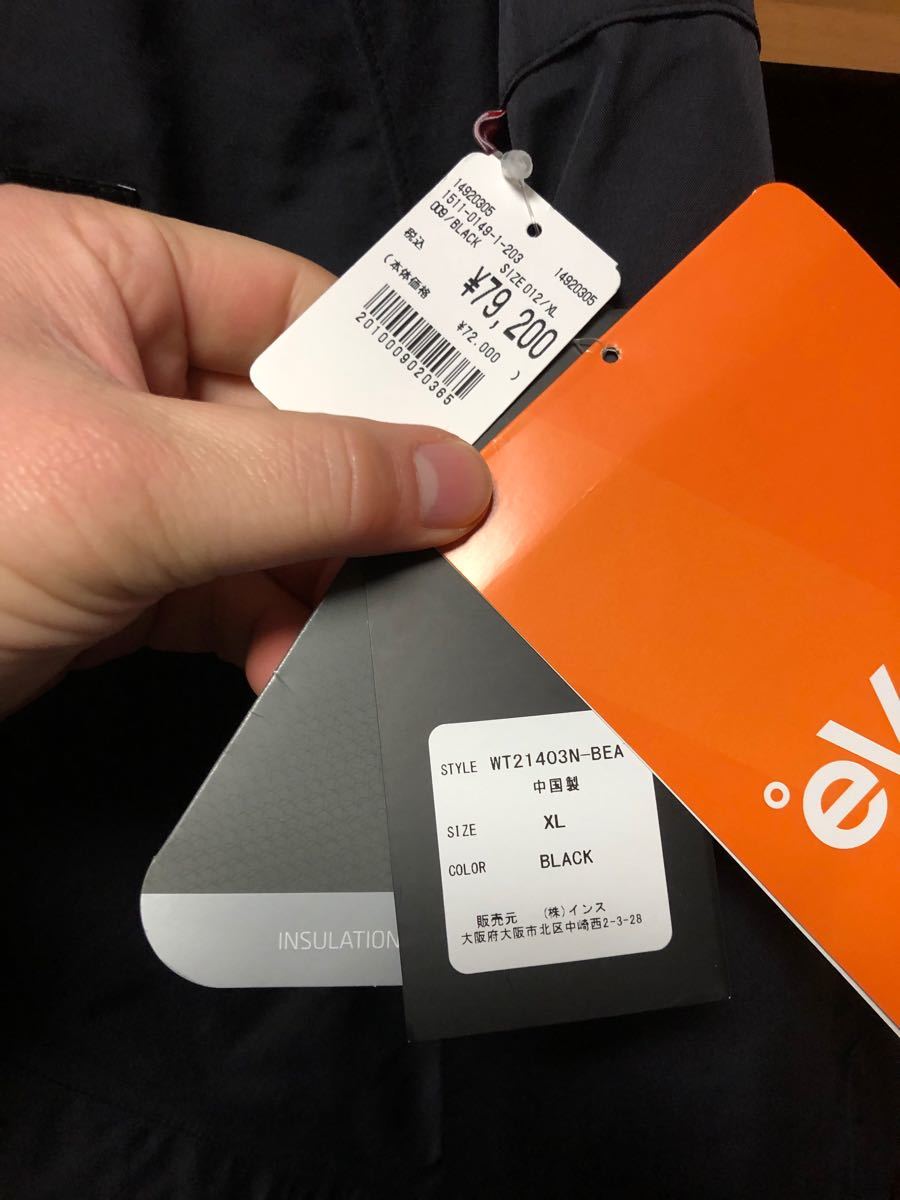 14920305
1511-0149-1-203
009/BLACK SIZE 012/XL 14920305
税込 ¥79,200
(本体価格 ¥72.000 )
2010009020365
°eV
STYLE WT21403N-BEA
中国製
SIZE XL
COLOR BLACK
販売元 (株)インス
大阪府大阪市北区中崎西2-3-28
INSULATION